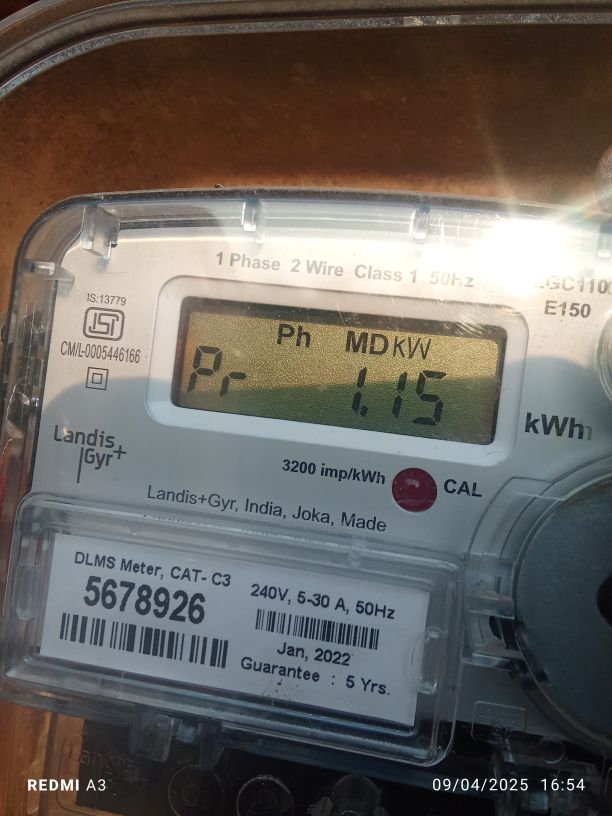 1 Phase 2 Wire Class 1 50Hz
E150
IS:13779
ISI
CM/L-0005446166
Ph MD kW
Pr 1.15
kWh
Landis
Gyr+
3200 imp/kWh
CAL
Landis+Gyr, India, Joka, Made
DLMS Meter, CAT- C3
5678926
240V, 5-30 A, 50Hz
Jan, 2022
Guarantee : 5 Yrs.
REDMI A3
09/04/2025 16:54